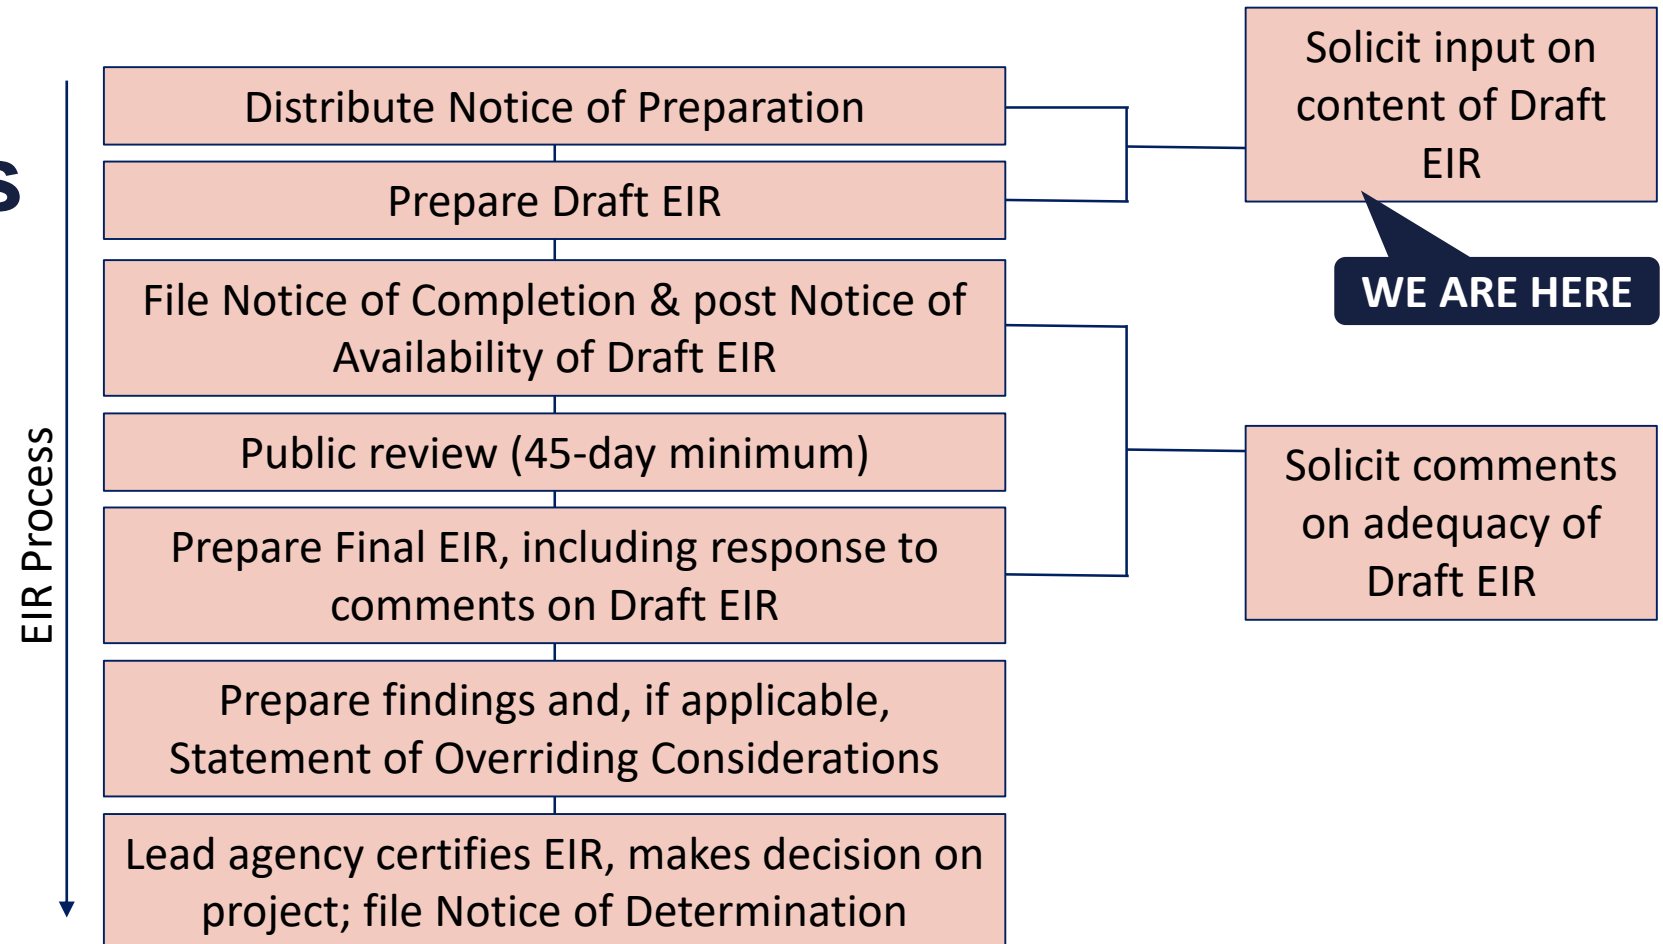 s
EIR Process
Distribute Notice of Preparation
Prepare Draft EIR
File Notice of Completion & post Notice of
Availability of Draft EIR
Public review (45-day minimum)
Prepare Final EIR, including response to
comments on Draft EIR
Prepare findings and, if applicable,
Statement of Overriding Considerations
Lead agency certifies EIR, makes decision on
project; file Notice of Determination
Solicit input on
content of Draft
EIR
WE ARE HERE
Solicit comments
on adequacy of
Draft EIR